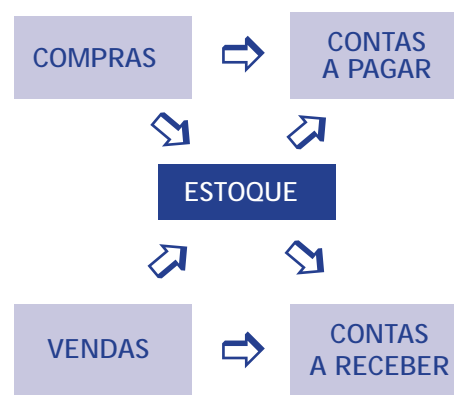 COMPRAS
CONTAS
A PAGAR
ESTOQUE
VENDAS
CONTAS
A RECEBER